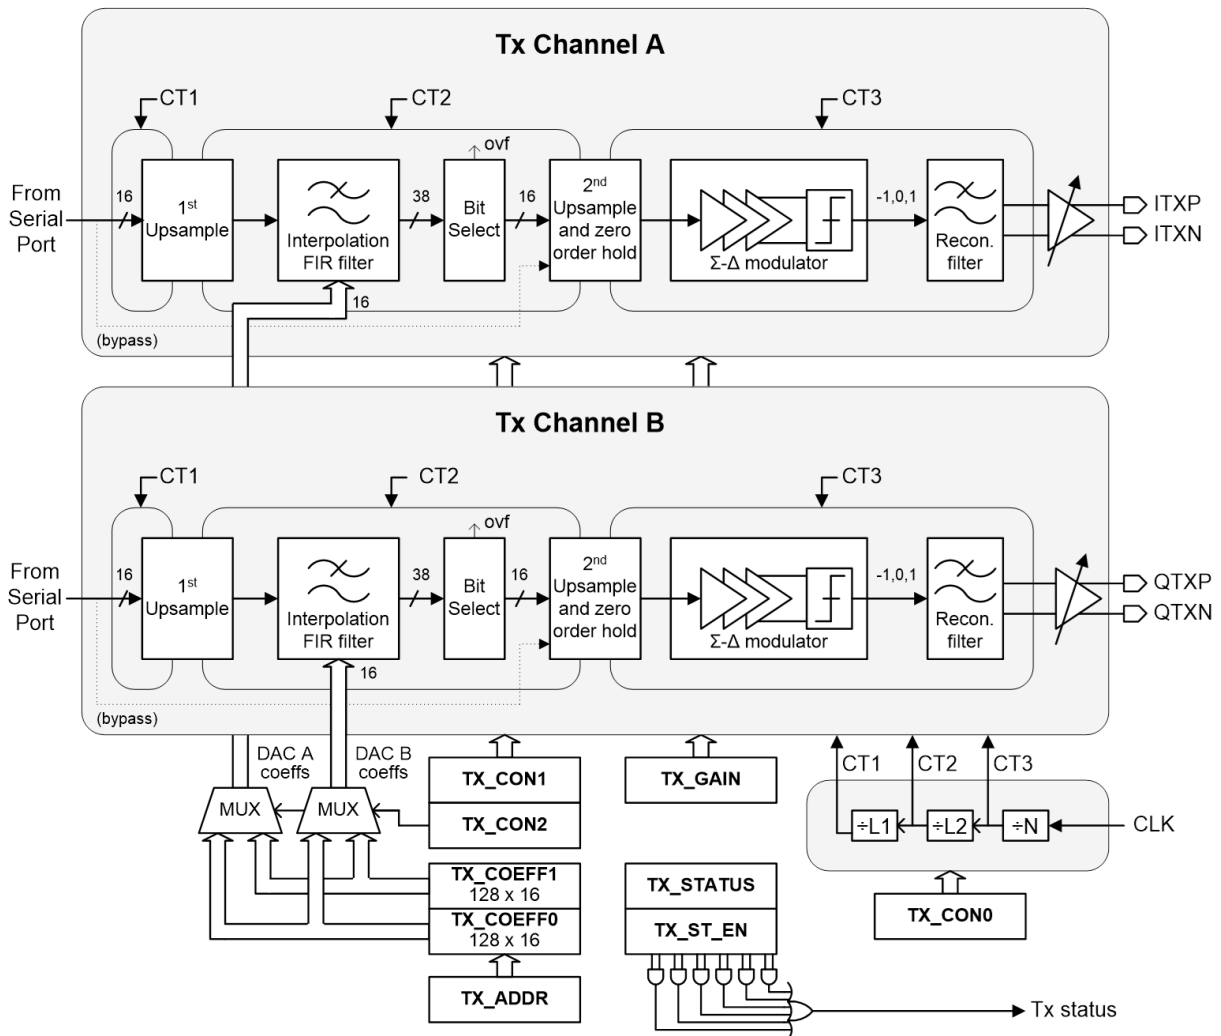 Tx Channel A
CT1
CT2
CT3
From
Serial
Port
16
1st
Upsample
Interpolation
FIR filter
16
38
ovf
Bit
Select
16
2nd
Upsample
and zero
order hold
Σ-Δ modulator
-1,0,1
Recon.
filter
ITXP
ITXN
(bypass)
Tx Channel B
CT1
CT2
CT3
From
Serial
Port
16
1st
Upsample
Interpolation
FIR filter
16
38
ovf
Bit
Select
16
2nd
Upsample
and zero
order hold
Σ-Δ modulator
-1,0,1
Recon.
filter
QTXP
QTXN
(bypass)
DAC A
coeffs
DAC B
coeffs
MUX
MUX
TX_CON1
TX_CON2
TX_COEFF1
128 x 16
TX_COEFF0
128 x 16
TX_ADDR
TX_GAIN
TX_STATUS
TX_ST_EN
Tx status
CT1
CT2
CT3
÷L1
÷L2
÷N
CLK
TX_CON0